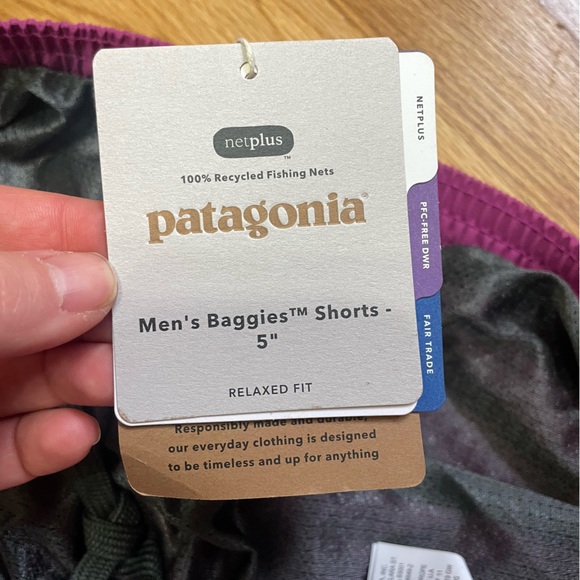 netplus™
100% Recycled Fishing Nets
patagonia®
Men's Baggies™ Shorts -
5"
RELAXED FIT
NETPLUS
PFC-FREE DWR
FAIR TRADE
Responsibly made and durable,
our everyday clothing is designed
to be timeless and up for anything